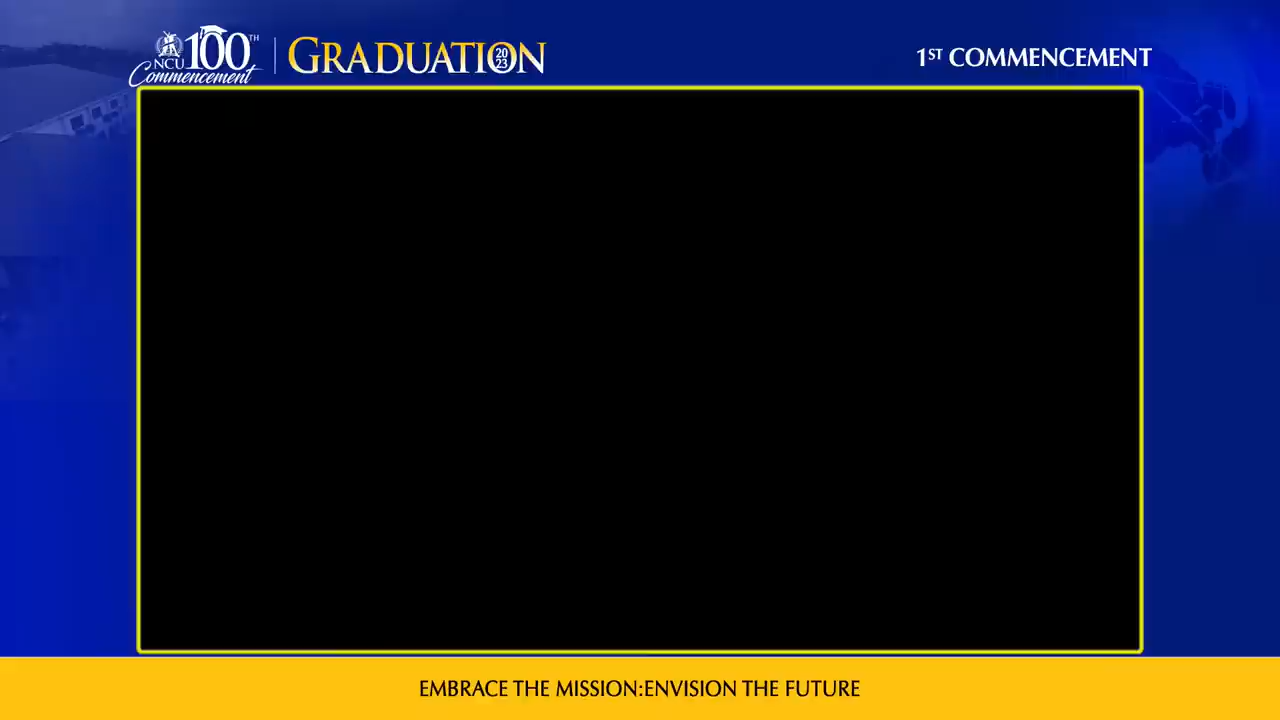 NCU 100TH
Commencement
GRADUATION 2023
1ST COMMENCEMENT
EMBRACE THE MISSION:ENVISION THE FUTURE